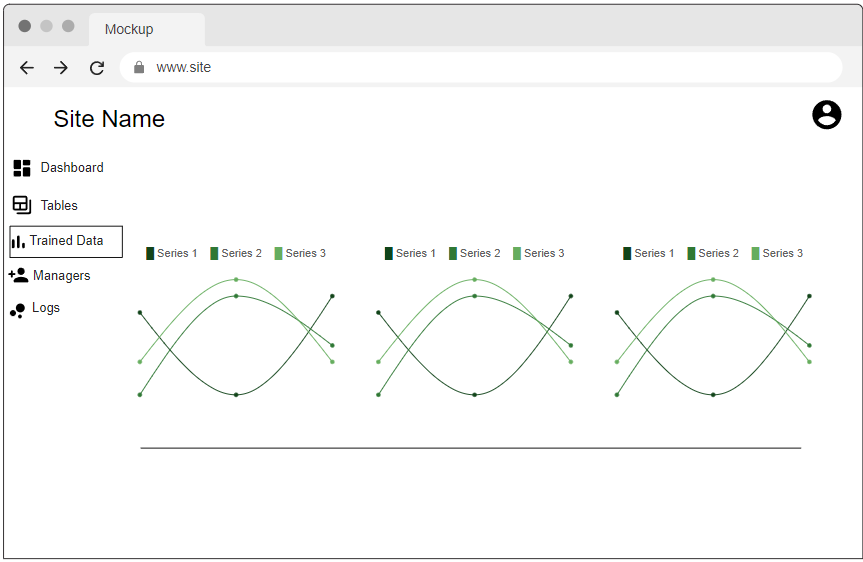 Mockup
www.site
Site Name
Dashboard
Tables
Trained Data
Managers
Logs
Series 1 Series 2 Series 3
Series 1 Series 2 Series 3
Series 1 Series 2 Series 3